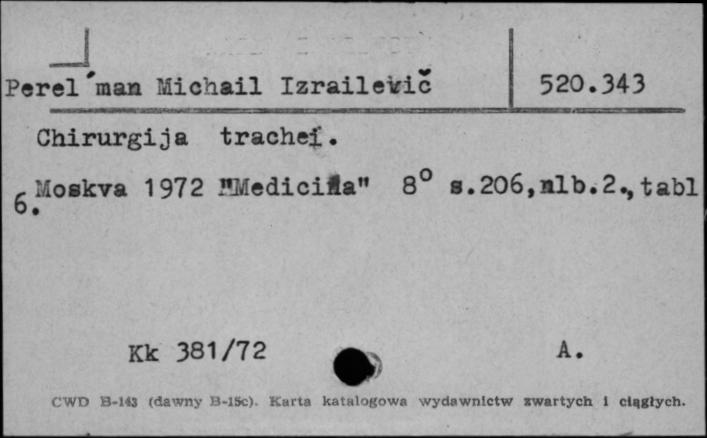 Perel´man Michail Izrailevič 520.343
Chirurgija trachei.
Moskva 1972 "Medicina" 8° s.206,nlb.2.,tabl
6.
Kk 381/72 A.
CWD B-143 (dawny B-15c). Karta katalogowa wydawnictw zwartych i ciągłych.